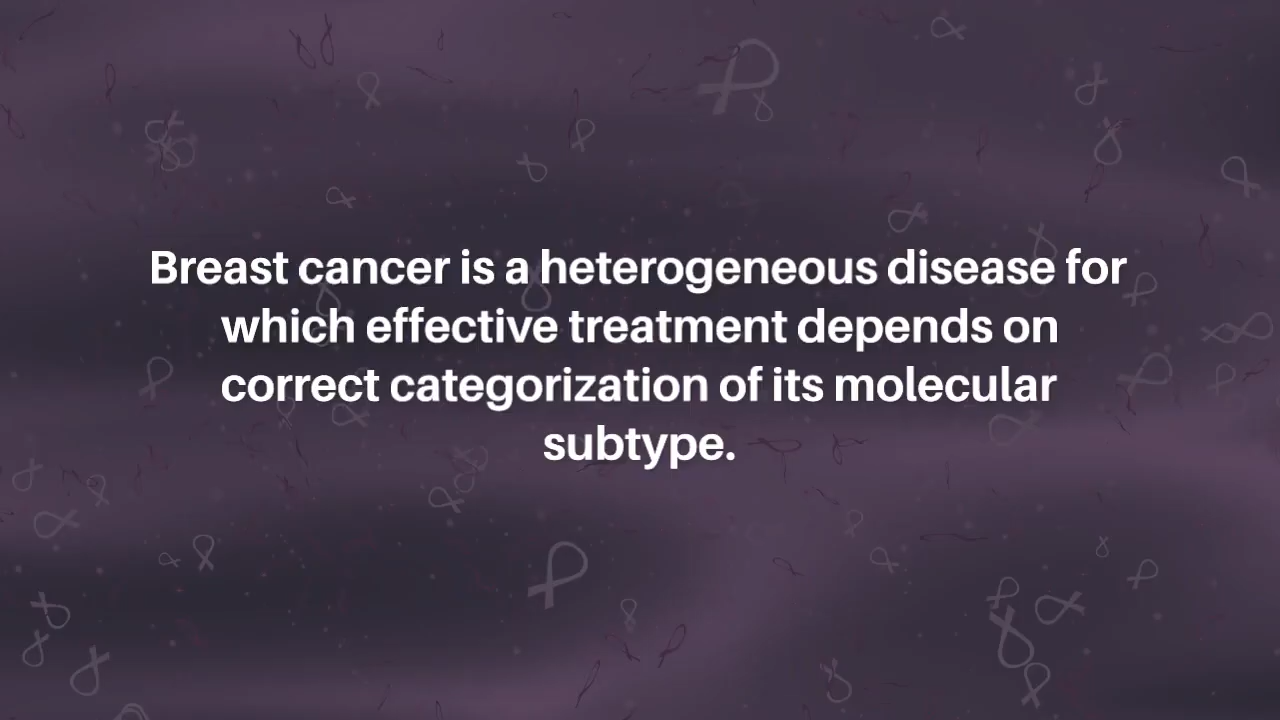 Breast cancer is a heterogeneous disease for
which effective treatment depends on
correct categorization of its molecular
subtype.